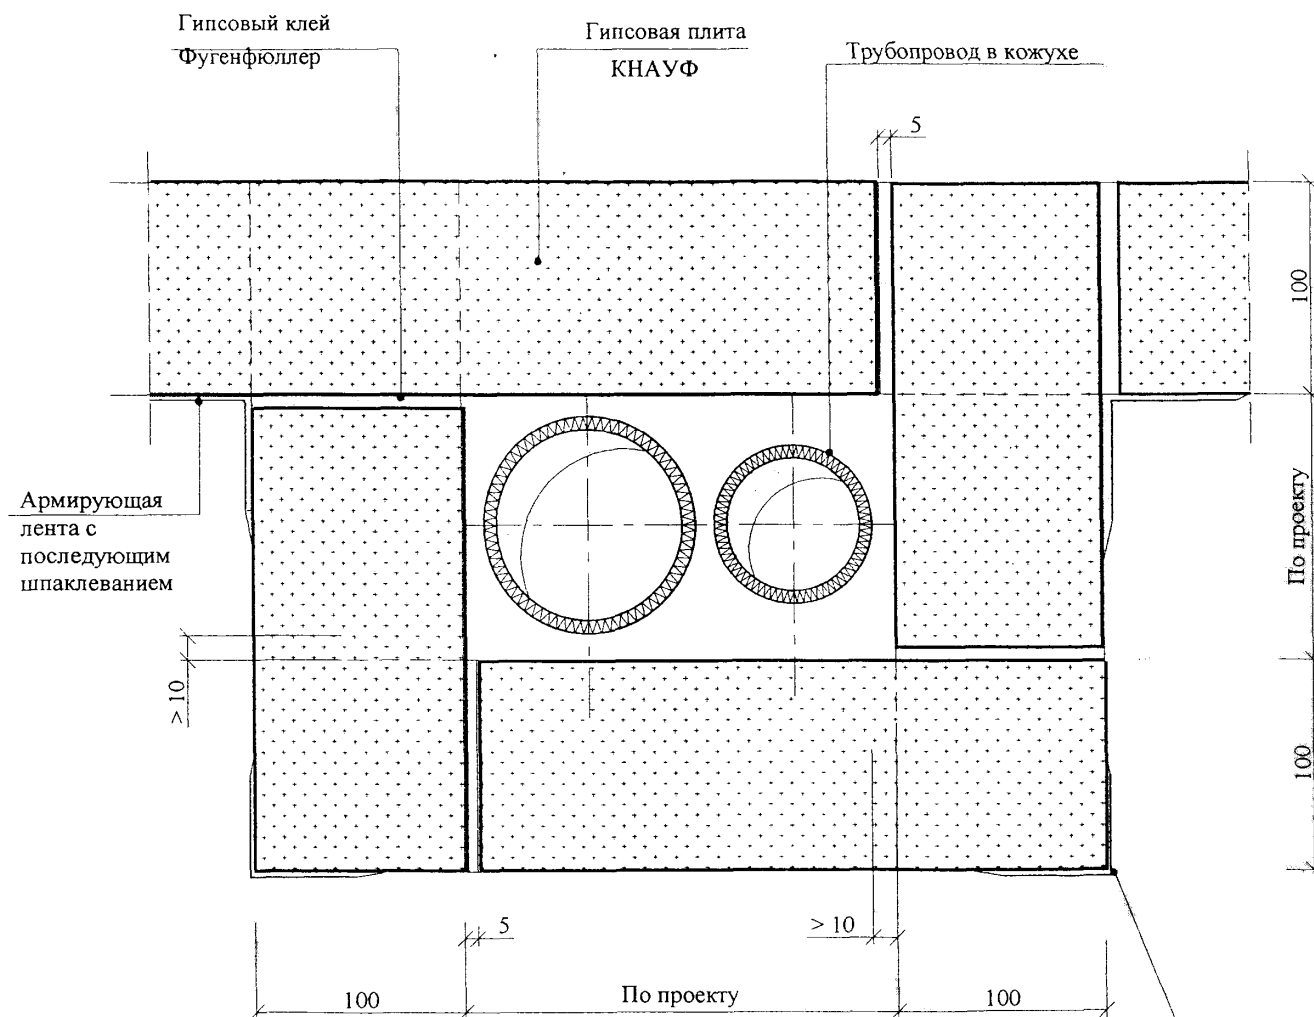 Гипсовый клей
Фугенфюллер
Гипсовая плита
КНАУФ
Трубопровод в кожухе
5
100
Армирующая
лента с
последующим
шпаклеванием
По проекту
> 10
100
5
> 10
100
По проекту
100